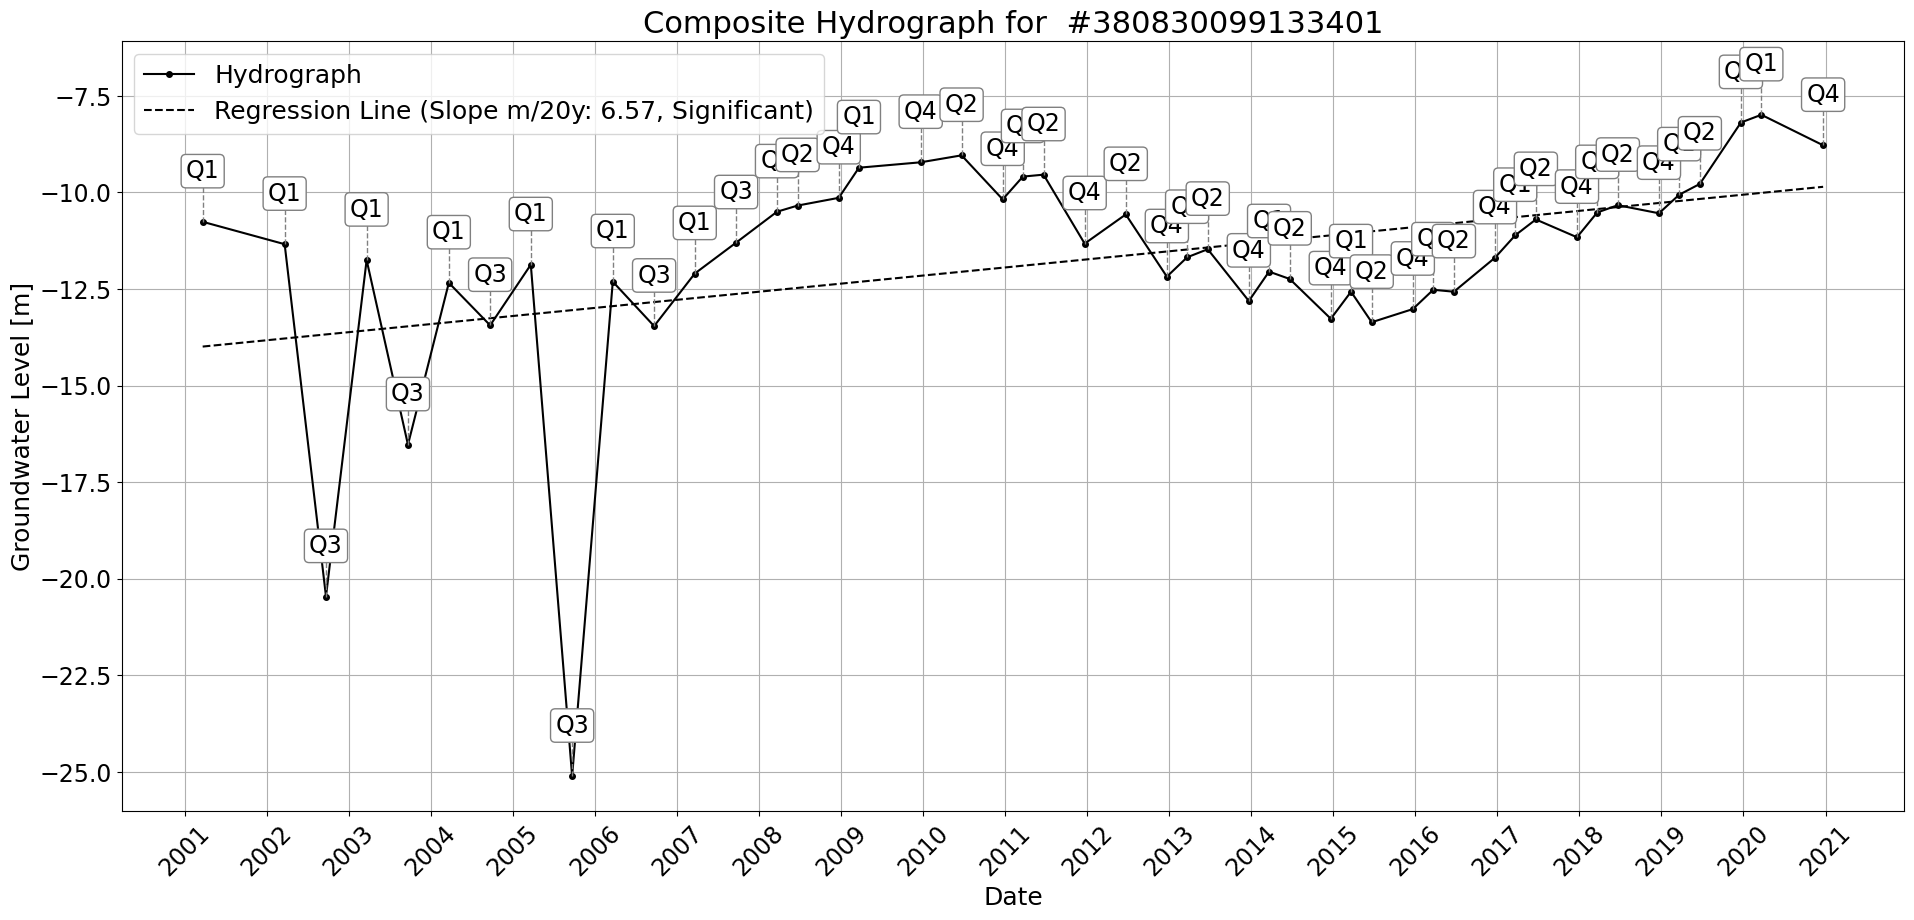 Composite Hydrograph for  #380830099133401
Hydrograph
Regression Line (Slope m/20y: 6.57, Significant)
Groundwater Level [m]
−7.5
−10.0
−12.5
−15.0
−17.5
−20.0
−22.5
−25.0
Q1
Q1
Q3
Q1
Q3
Q1
Q3
Q1
Q3
Q1
Q3
Q1
Q3
Q2
Q4
Q1
Q4
Q2
Q4
Q2
Q4
Q2
Q4
Q2
Q4
Q2
Q4
Q1
Q2
Q4
Q2
Q4
Q1
Q2
Q4
Q2
Q4
Q2
Q1
Q4
2001
2002
2003
2004
2005
2006
2007
2008
2009
2010
2011
2012
2013
2014
2015
2016
2017
2018
2019
2020
2021
Date